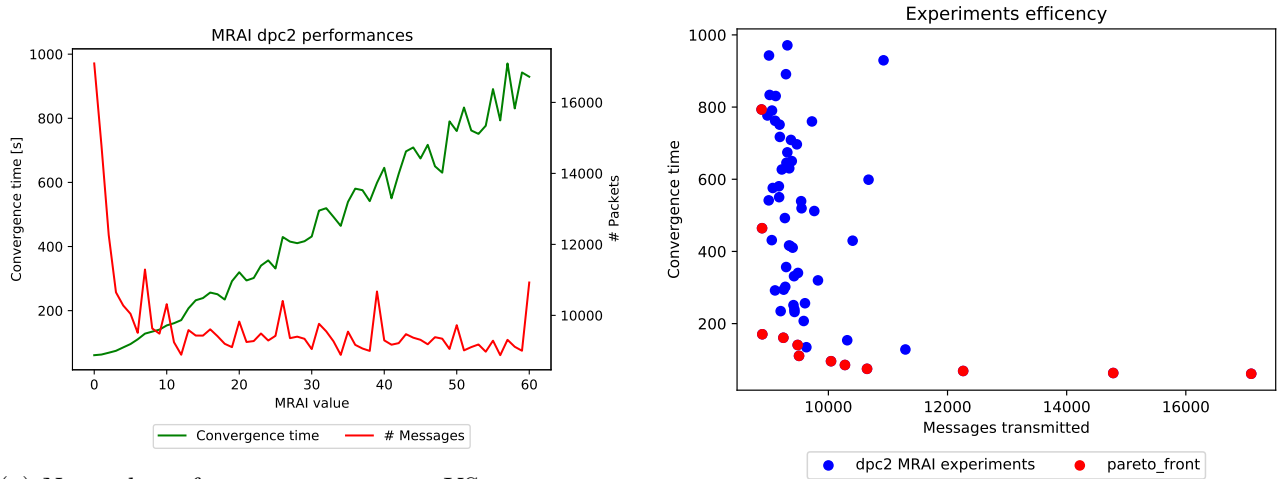 MRAI dpc2 performances
1000
800
600
400
200
Convergence time [s]
16000
14000
12000
10000
# Packets
0 10 20 30 40 50 60
MRAI value
Convergence time # Messages
Experiments efficency
1000
800
600
400
200
Convergence time
10000 12000 14000 16000
Messages transmitted
dpc2 MRAI experiments pareto_front